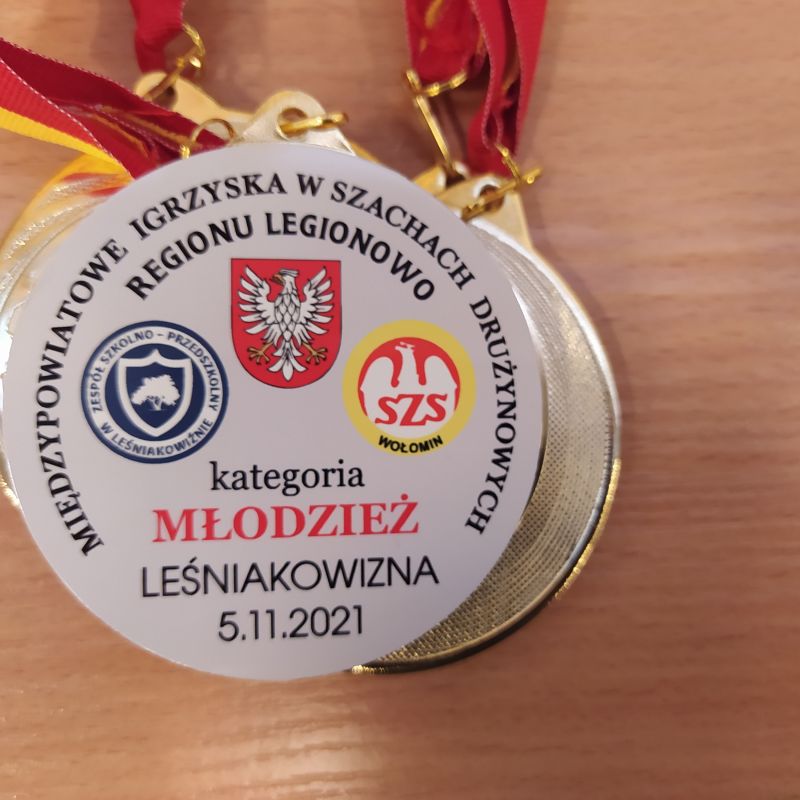 MIĘDZYPOWIATOWE IGRZYSKA W SZACHACH DRUŻYNOWYCH
REGIONU LEGIONOWO
ZESPÓŁ SZKOLNO - PRZEDSZKOLNY
W LEŚNIAKOWIŹNIE
SZS
WOŁOMIN
kategoria
MŁODZIEŻ
LEŚNIAKOWIZNA
5.11.2021